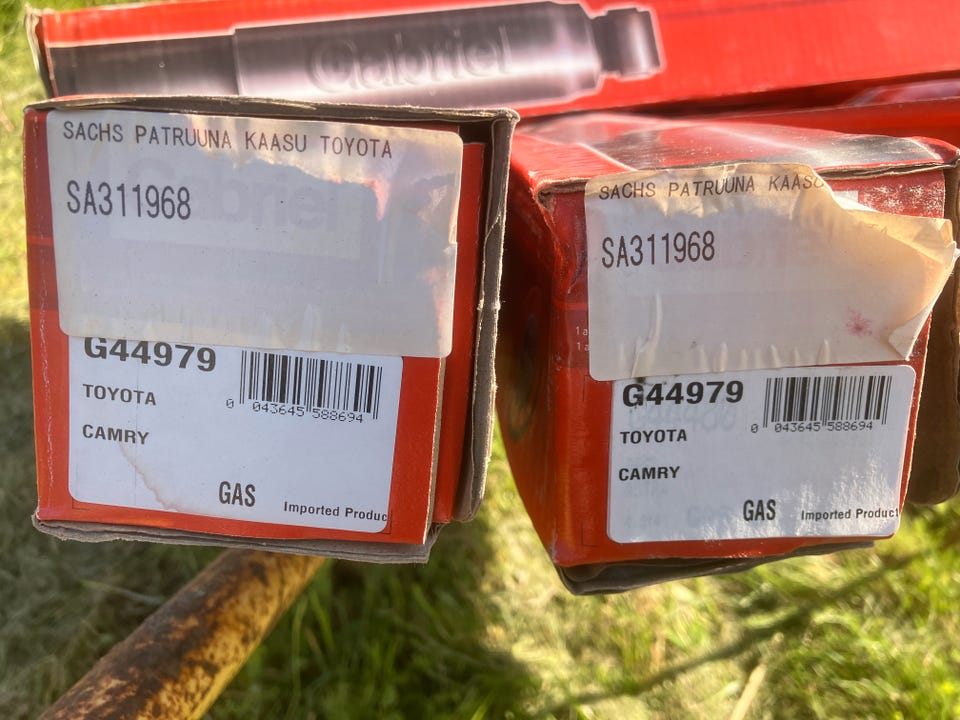 Gabriel
SACHS PATRUUNA KAASU TOYOTA
SA311968
G44979
TOYOTA
CAMRY
0 043645 588694
GAS
Imported Produc
SACHS PATRUUNA KAASU
SA311968
G44979
TOYOTA
CAMRY
0 043645 588694
GAS
Imported Product